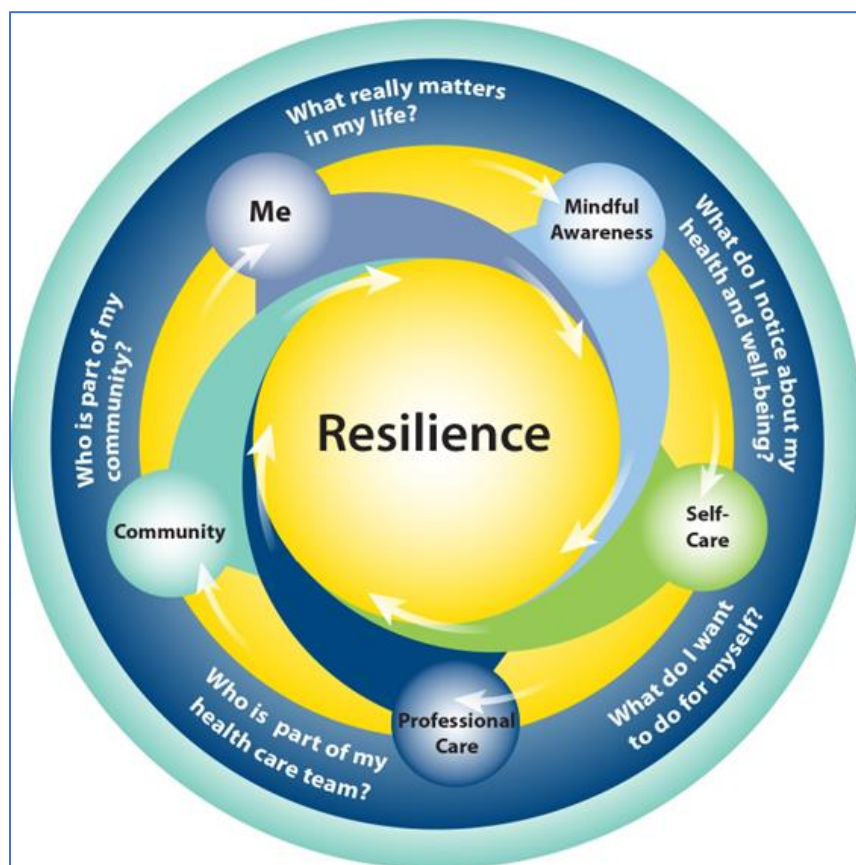 What really matters
in my life?
Me
Mindful
Awareness
What do I notice about my
health and well-being?
Resilience
Self-
Care
What do I want
to do for myself?
Professional
Care
Who is part of my
health care team?
Community
Who is part of my
community?